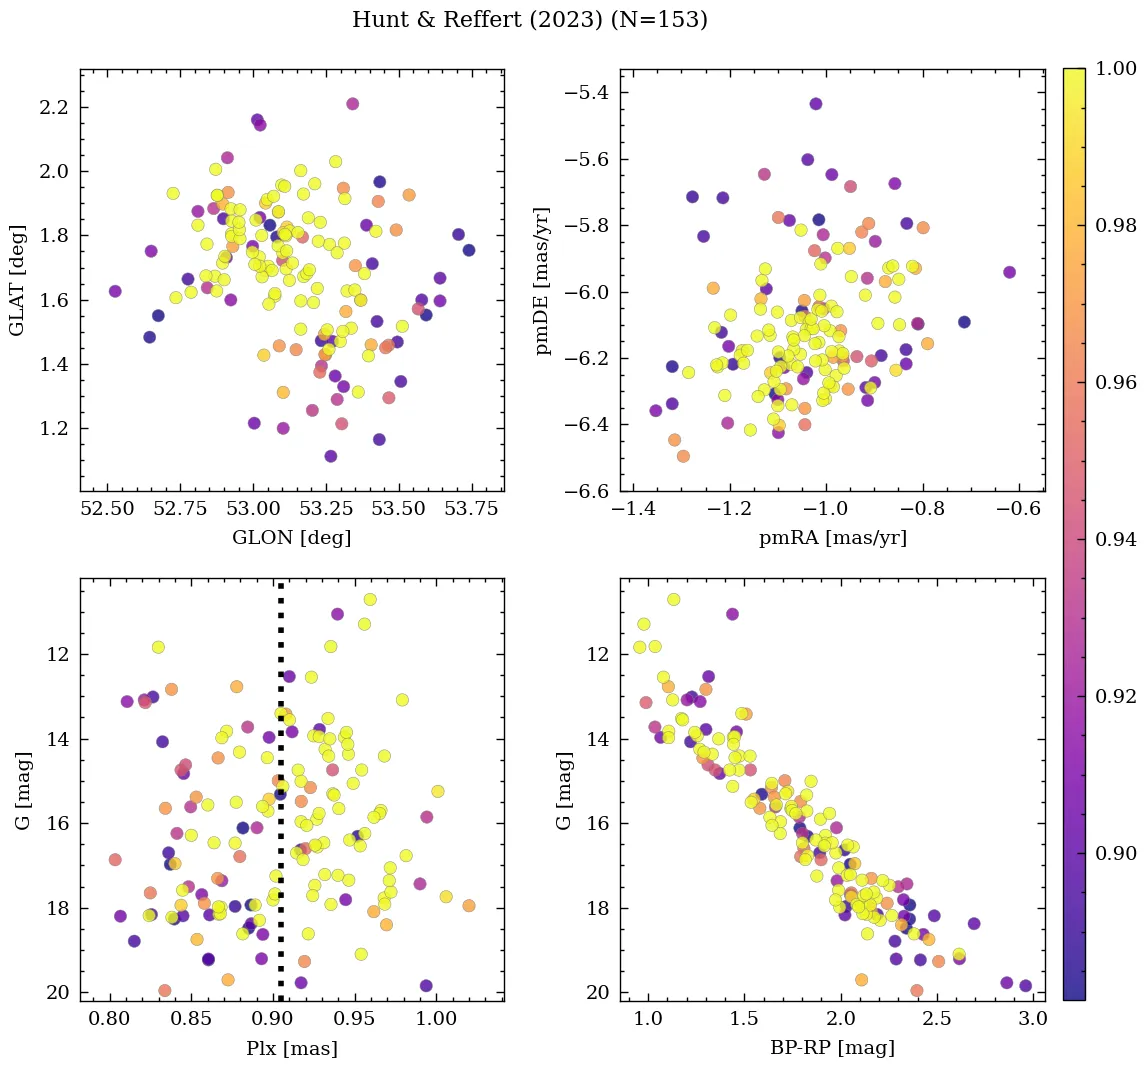 Hunt & Reffert (2023) (N=153)
2.2
2.0
1.8
1.6
1.4
1.2
GLAT [deg]
52.50 52.75 53.00 53.25 53.50 53.75
GLON [deg]
−5.4
−5.6
−5.8
−6.0
−6.2
−6.4
−6.6
pmDE [mas/yr]
−1.4 −1.2 −1.0 −0.8 −0.6
pmRA [mas/yr]
12
14
16
18
20
G [mag]
0.80 0.85 0.90 0.95 1.00
Plx [mas]
12
14
16
18
20
G [mag]
1.0 1.5 2.0 2.5 3.0
BP-RP [mag]
1.00
0.98
0.96
0.94
0.92
0.90